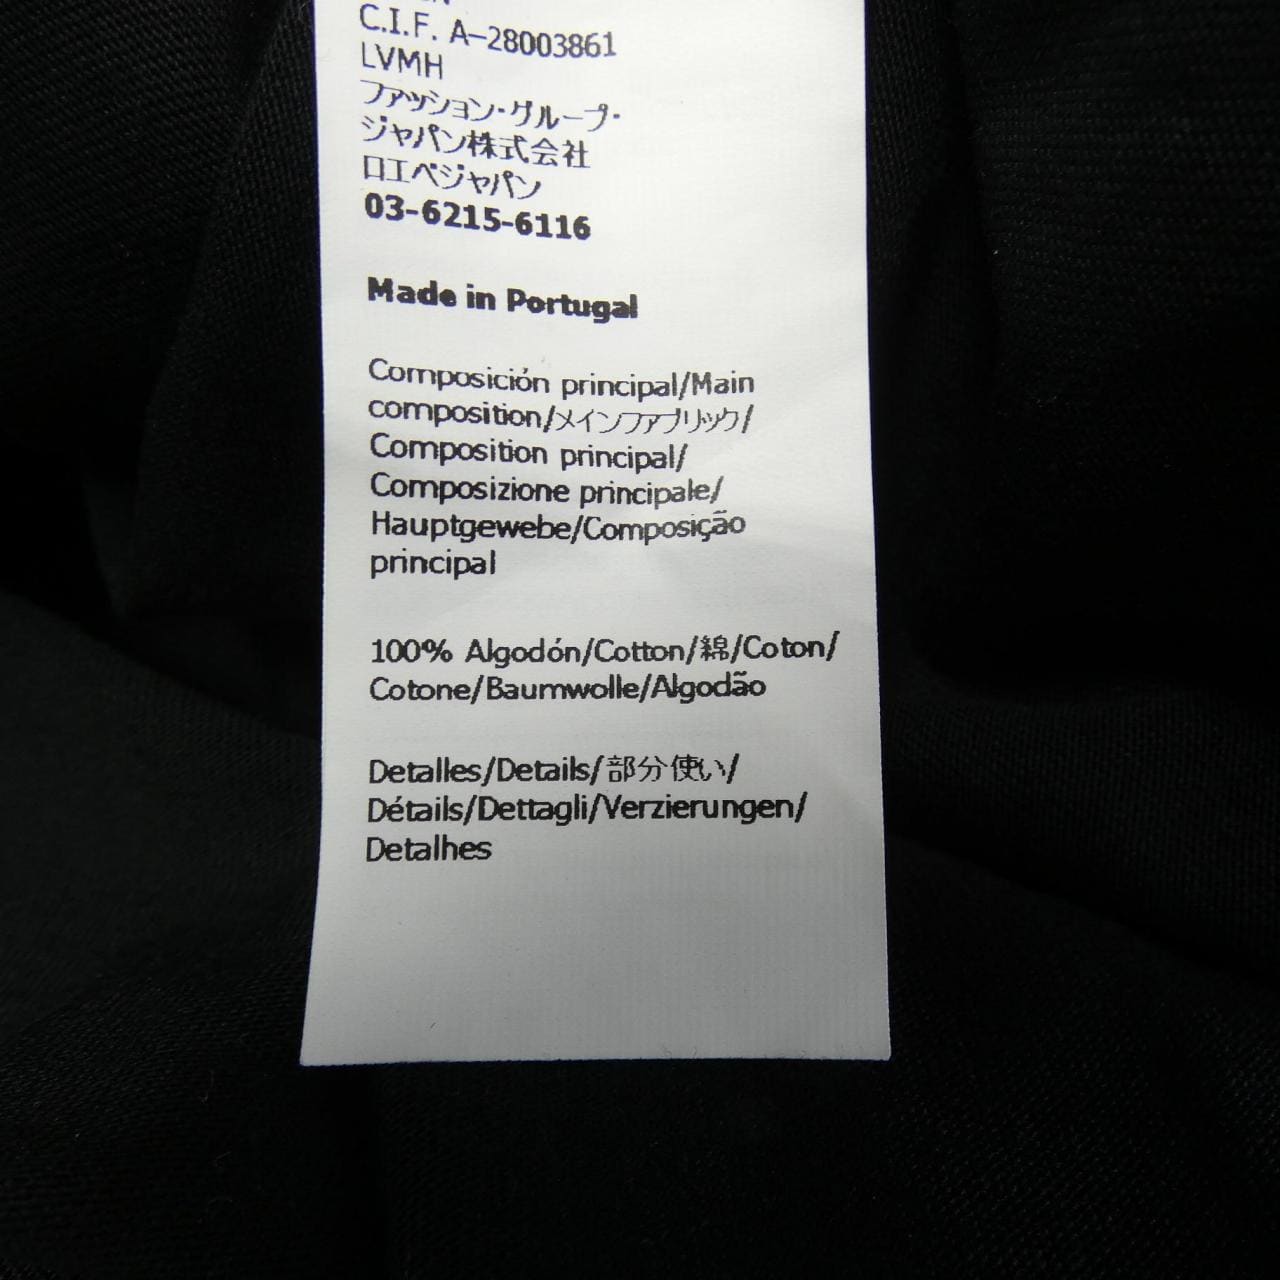 C.I.F. A-28003861
LVMH
ファッション・グループ・
ジャパン株式会社
ロエベジャパン
03-6215-6116
Made in Portugal
Composición principal/Main
composition/メインファブリック/
Composition principal/
Composizione principale/
Hauptgewebe/Composição
principal
100% Algodón/Cotton/綿/Coton/
Cotone/Baumwolle/Algodão
Detalles/Details/部分使い/
Détails/Dettagli/Verzierungen/
Detalhes